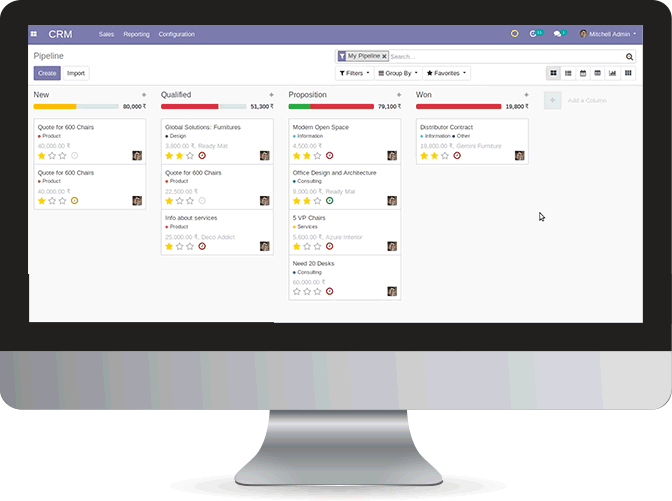 CRM Sales Reporting Configuration Mitchell Admin
Pipeline
My Pipeline Search...
Create Import Filters Group By Favorites
New
80,000 ₹
Quote for 600 Chairs
Product
40,000.00 ₹
Quote for 600 Chairs
Product
40,000.00 ₹
Qualified
51,300 ₹
Global Solutions: Furnitures
Design
3,800.00 ₹, Ready Mat
Quote for 600 Chairs
Product
22,500.00 ₹
Info about services
Product
25,000.00 ₹, Deco Addict
Proposition
79,100 ₹
Modern Open Space
Information
4,500.00 ₹
Office Design and Architecture
Consulting
9,000.00 ₹, Ready Mat
5 VP Chairs
Services
5,600.00 ₹, Azure Interior
Need 20 Desks
Consulting
60,000.00 ₹
Won
19,800 ₹
Distributor Contract
Information Other
19,800.00 ₹, Gemini Furniture
Add a Column